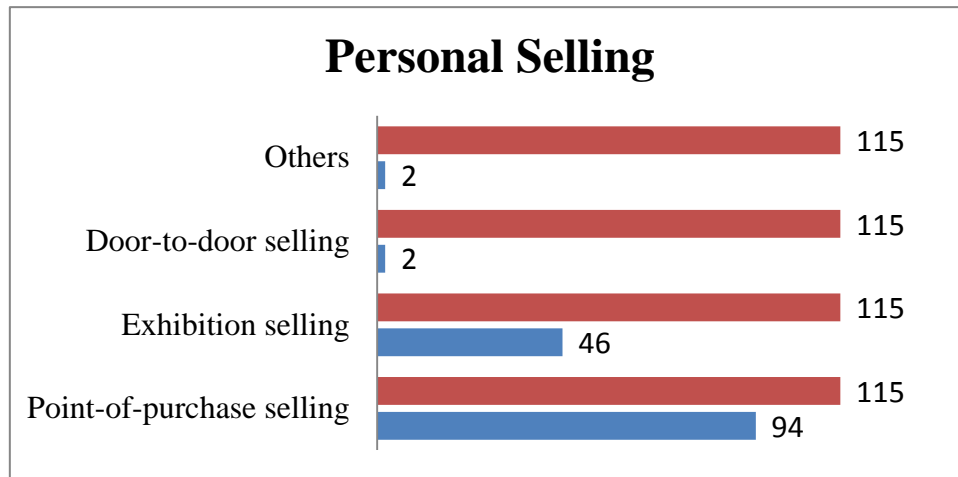 Personal Selling
Others
115
2
Door-to-door selling
115
2
Exhibition selling
115
46
Point-of-purchase selling
115
94